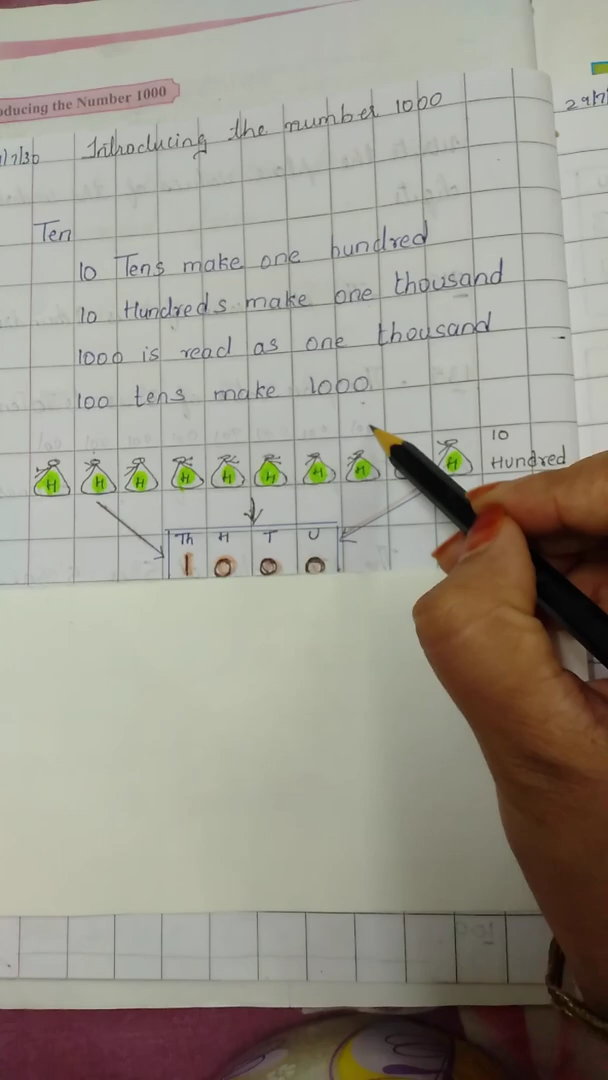 ducing the Number 1000
Introducing the number 1000
Ten
10 Tens make one hundred
10 Hundreds make one thousand
1000 is read as one thousand
100 tens make 1000.
10
H H H H H H H H H Hundred
Th H T U
1 0 0 0